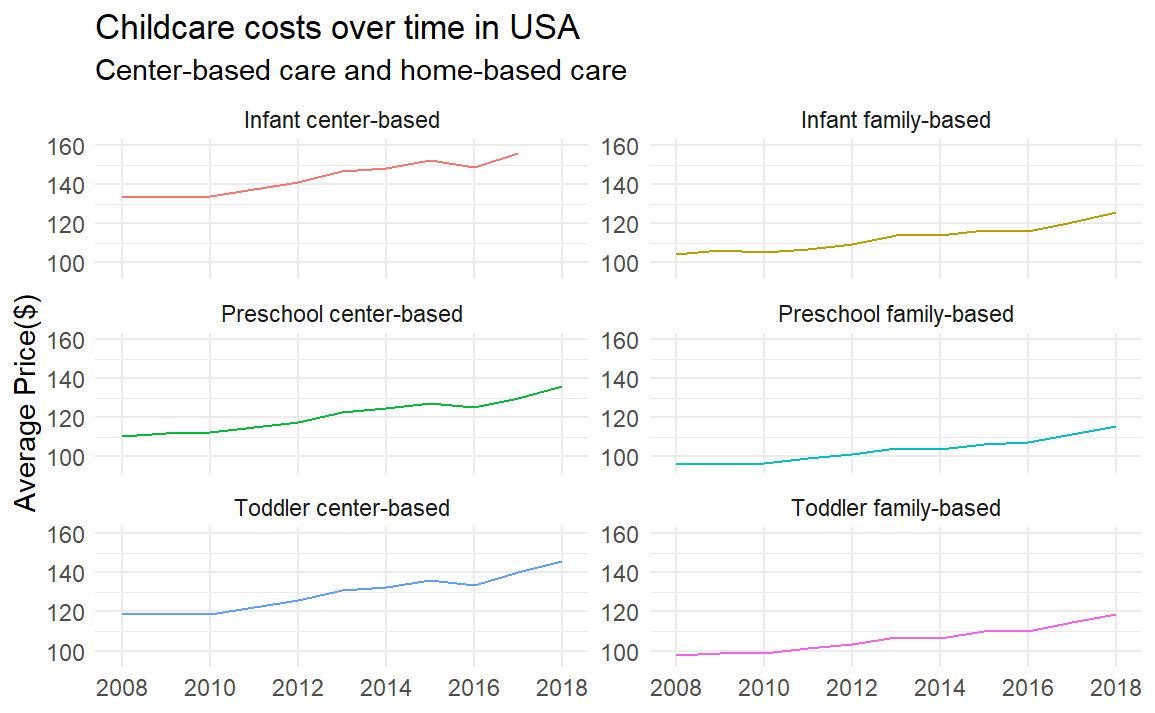 Childcare costs over time in USA
Center-based care and home-based care
Average Price($)
Infant center-based
160
140
120
100
Infant family-based
160
140
120
100
Preschool center-based
160
140
120
100
Preschool family-based
160
140
120
100
Toddler center-based
160
140
120
100
Toddler family-based
160
140
120
100
2008 2010 2012 2014 2016 2018
2008 2010 2012 2014 2016 2018